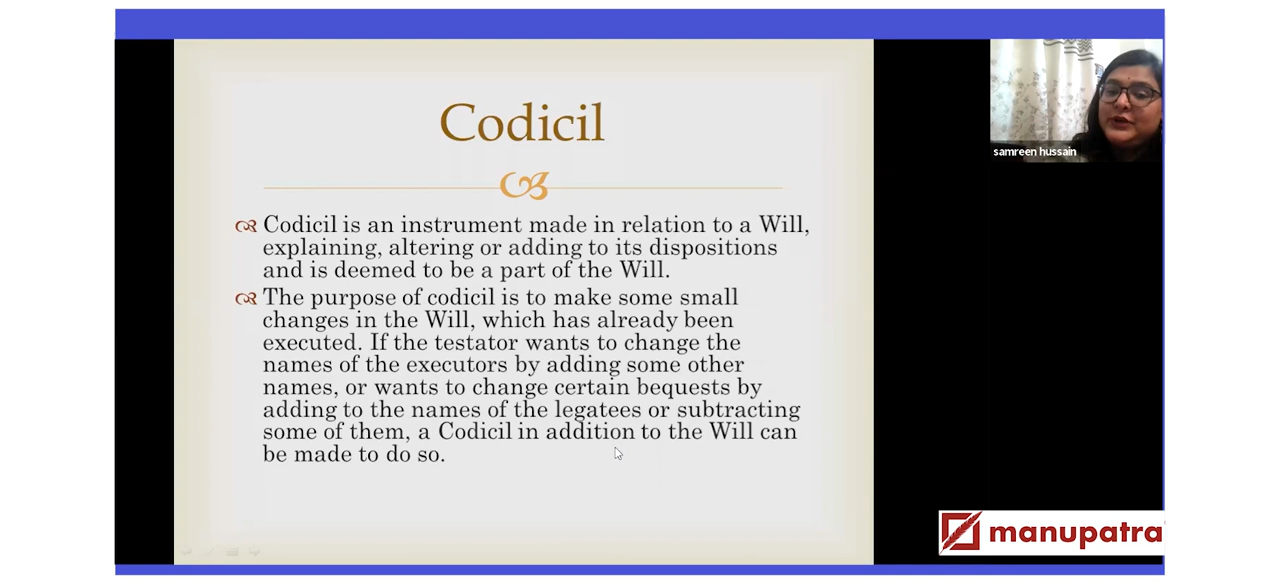 Codicil
Codicil is an instrument made in relation to a Will,
explaining, altering or adding to its dispositions
and is deemed to be a part of the Will.
The purpose of codicil is to make some small
changes in the Will, which has already been
executed. If the testator wants to change the
names of the executors by adding some other
names, or wants to change certain bequests by
adding to the names of the legatees or subtracting
some of them, a Codicil in addition to the Will can
be made to do so.
samreen hussain
manupatra